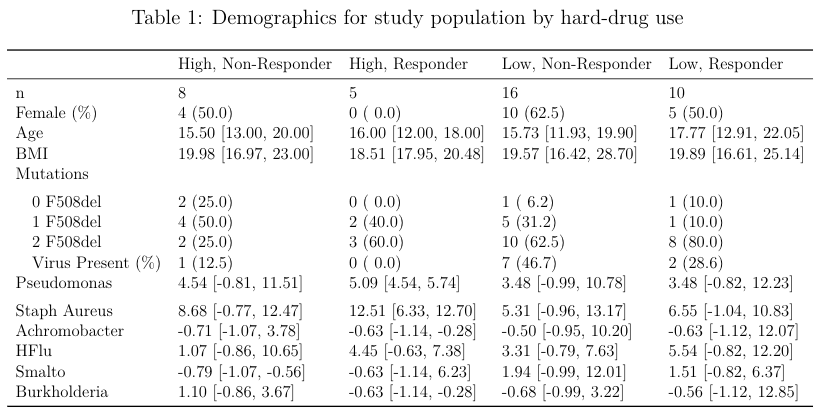 Table 1: Demographics for study population by hard-drug use
High, Non-Responder High, Responder Low, Non-Responder Low, Responder
n 8 5 16 10
Female (%) 4 (50.0) 0 ( 0.0) 10 (62.5) 5 (50.0)
Age 15.50 [13.00, 20.00] 16.00 [12.00, 18.00] 15.73 [11.93, 19.90] 17.77 [12.91, 22.05]
BMI 19.98 [16.97, 23.00] 18.51 [17.95, 20.48] 19.57 [16.42, 28.70] 19.89 [16.61, 25.14]
Mutations
0 F508del 2 (25.0) 0 ( 0.0) 1 ( 6.2) 1 (10.0)
1 F508del 4 (50.0) 2 (40.0) 5 (31.2) 1 (10.0)
2 F508del 2 (25.0) 3 (60.0) 10 (62.5) 8 (80.0)
Virus Present (%) 1 (12.5) 0 ( 0.0) 7 (46.7) 2 (28.6)
Pseudomonas 4.54 [-0.81, 11.51] 5.09 [4.54, 5.74] 3.48 [-0.99, 10.78] 3.48 [-0.82, 12.23]
Staph Aureus 8.68 [-0.77, 12.47] 12.51 [6.33, 12.70] 5.31 [-0.96, 13.17] 6.55 [-1.04, 10.83]
Achromobacter -0.71 [-1.07, 3.78] -0.63 [-1.14, -0.28] -0.50 [-0.95, 10.20] -0.63 [-1.12, 12.07]
HFlu 1.07 [-0.86, 10.65] 4.45 [-0.63, 7.38] 3.31 [-0.79, 7.63] 5.54 [-0.82, 12.20]
Smalto -0.79 [-1.07, -0.56] -0.63 [-1.14, 6.23] 1.94 [-0.99, 12.01] 1.51 [-0.82, 6.37]
Burkholderia 1.10 [-0.86, 3.67] -0.63 [-1.14, -0.28] -0.68 [-0.99, 3.22] -0.56 [-1.12, 12.85]